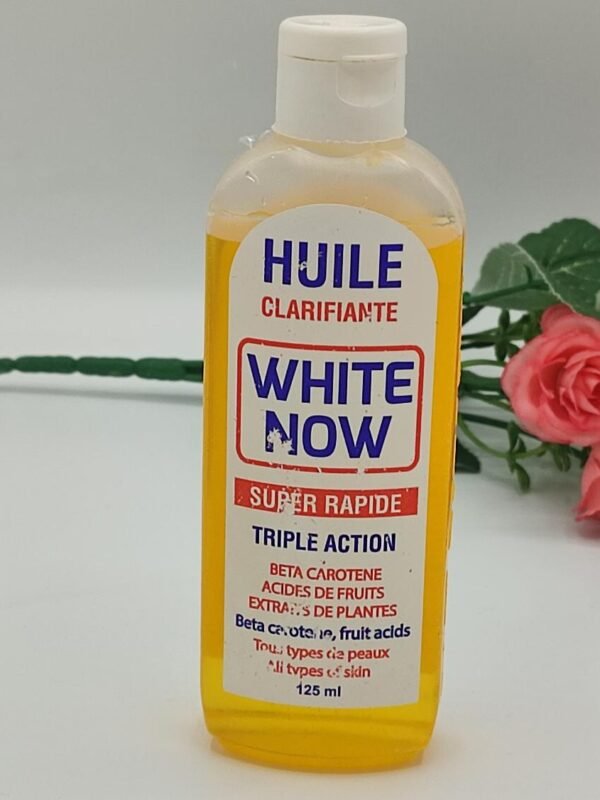 HUILE
CLARIFIANTE
WHITE
NOW
SUPER RAPIDE
TRIPLE ACTION
BETA CAROTENE
ACIDES DE FRUITS
EXTRAITS DE PLANTES
Beta carotene, fruit acids
Tous types de peaux
All types of skin
125 ml